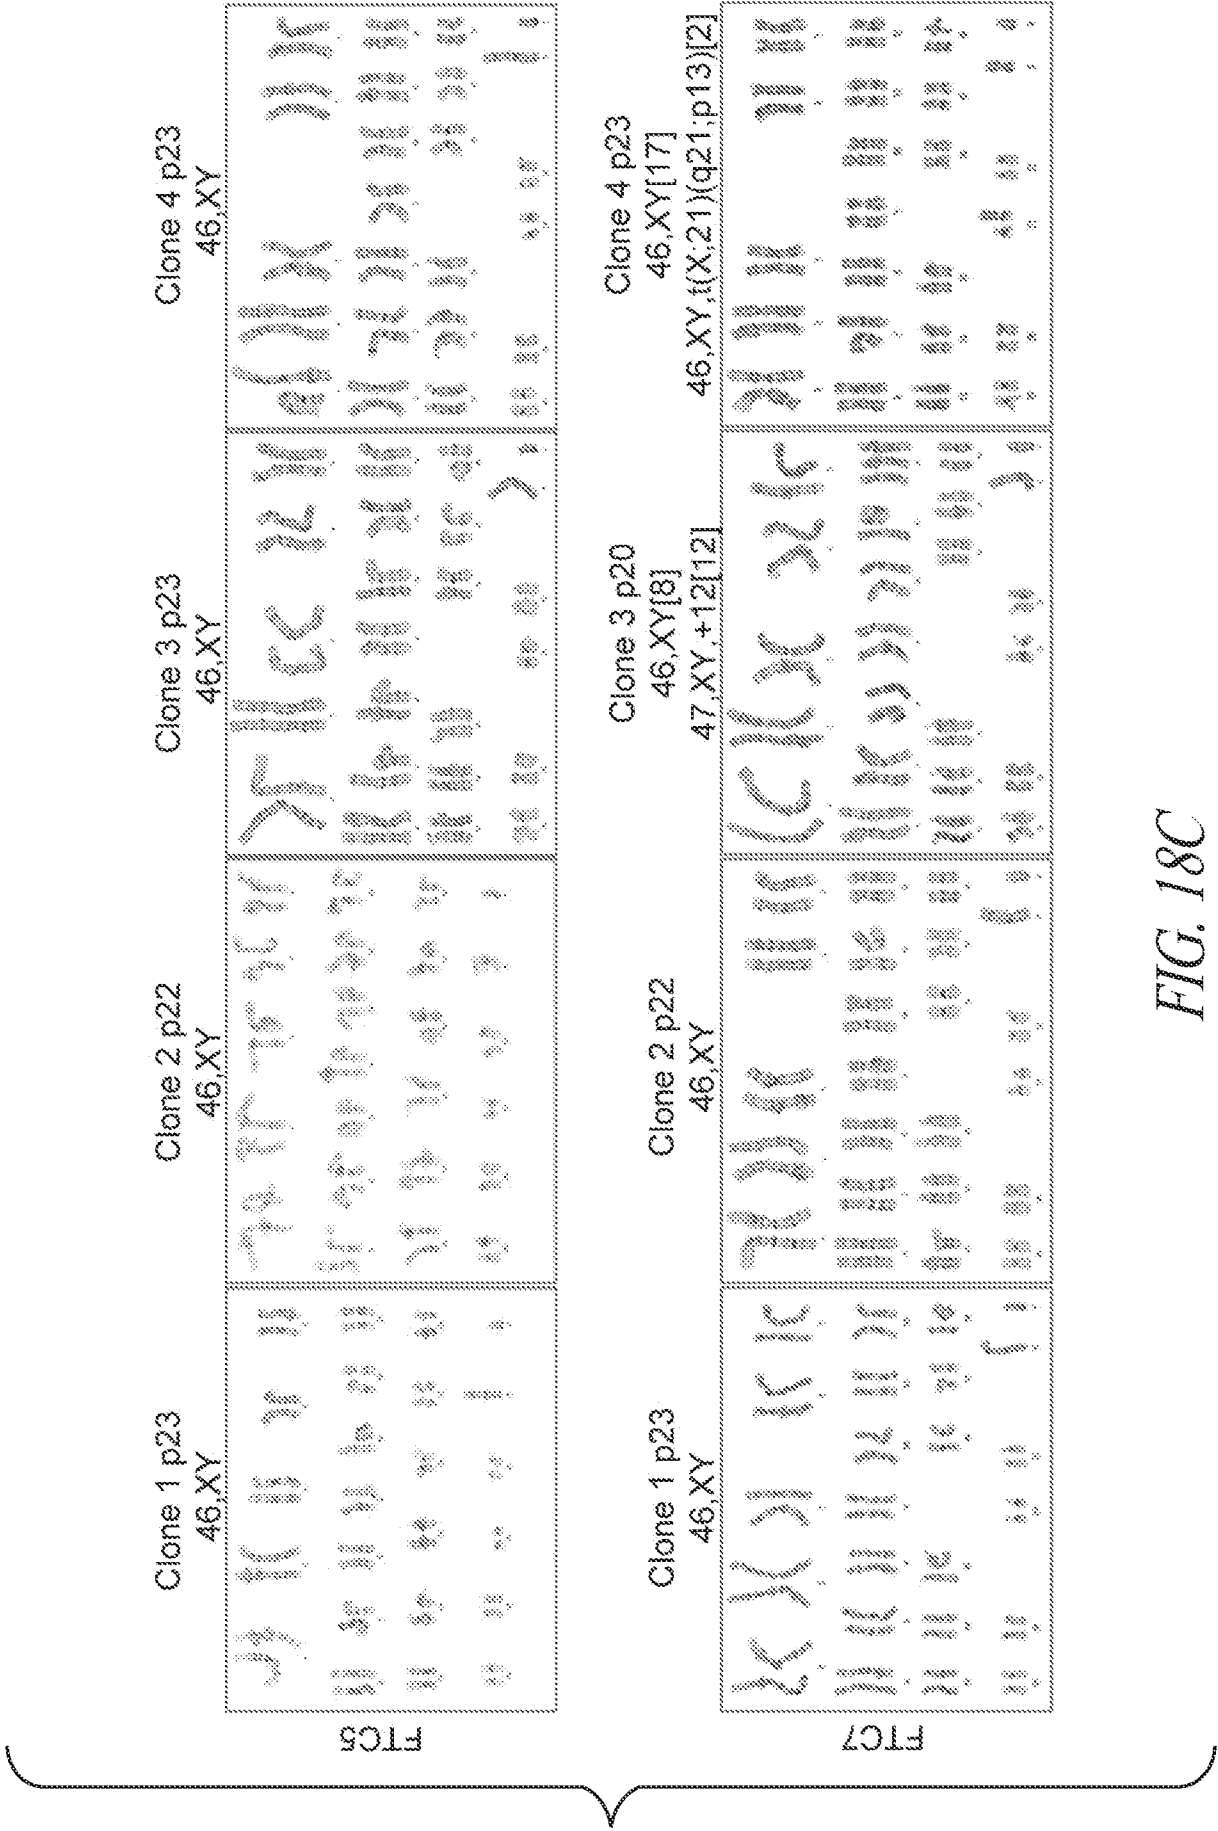 FTC5
Clone 1 p23
46,XY
Clone 2 p22
46,XY
Clone 3 p23
46,XY
Clone 4 p23
46,XY
FTC7
Clone 1 p23
46,XY
Clone 2 p22
46,XY
Clone 3 p20
46,XY[8]
47,XY,+12[12]
Clone 4 p23
46,XY[17]
46,XY,t(X;21)(q21;p13)[2]
FIG. 18C